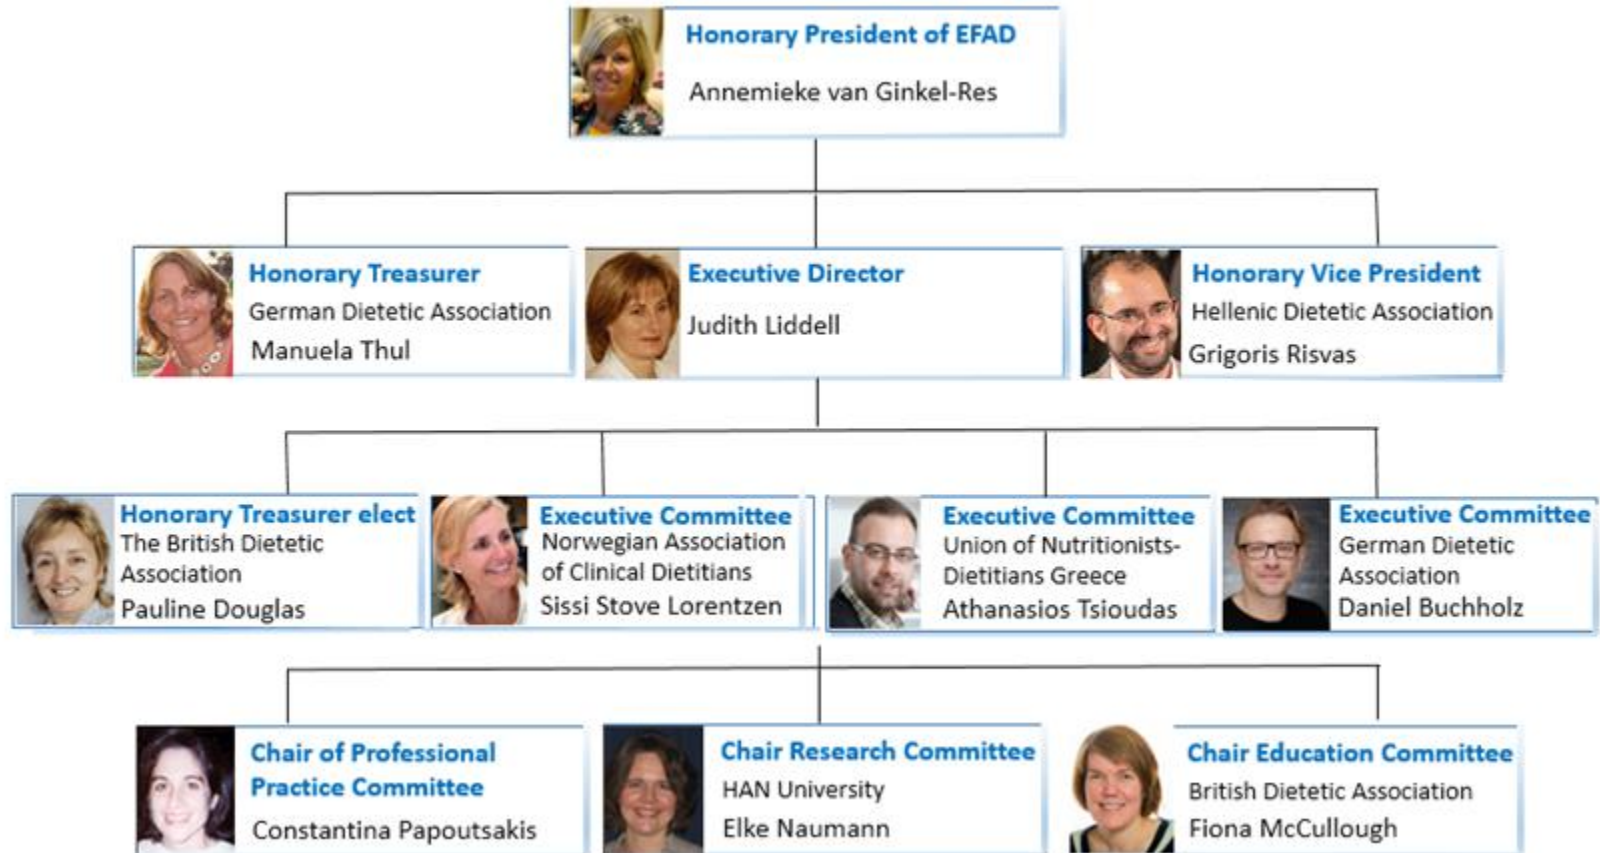 Honorary President of EFAD
Annemieke van Ginkel-Res
Honorary Treasurer
German Dietetic Association
Manuela Thul
Executive Director
Judith Liddell
Honorary Vice President
Hellenic Dietetic Association
Grigoris Risvas
Honorary Treasurer elect
The British Dietetic
Association
Pauline Douglas
Executive Committee
Norwegian Association
of Clinical Dietitians
Sissi Stove Lorentzen
Executive Committee
Union of Nutritionists-
Dietitians Greece
Athanasios Tsioudas
Executive Committee
German Dietetic
Association
Daniel Buchholz
Chair of Professional
Practice Committee
Constantina Papoutsakis
Chair Research Committee
HAN University
Elke Naumann
Chair Education Committee
British Dietetic Association
Fiona McCullough